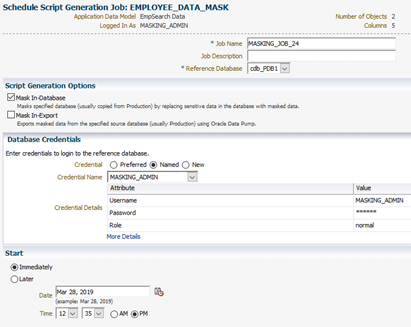 Schedule Script Generation Job: EMPLOYEE_DATA_MASK
Application Data Model EmpSearch Data Number of Objects 2
Logged In As MASKING_ADMIN Columns 5
* Job Name MASKING_JOB_24
Job Description
* Reference Database cdb_PDB1
Script Generation Options
Mask In-Database
Masks specified database (usually copied from Production) by replacing sensitive data in the database with masked data.
Mask In-Export
Exports masked data from the specified source database (usually Production) using Oracle Data Pump.
Database Credentials
Enter credentials to login to the reference database.
Credential Preferred Named New
Credential Name MASKING_ADMIN
Attribute Value
Username MASKING_ADMIN
Credential Details Password ******
Role normal
More Details
Start
Immediately
Later
Date Mar 28, 2019
(example: Mar 28, 2019)
Time 12 35 AM PM